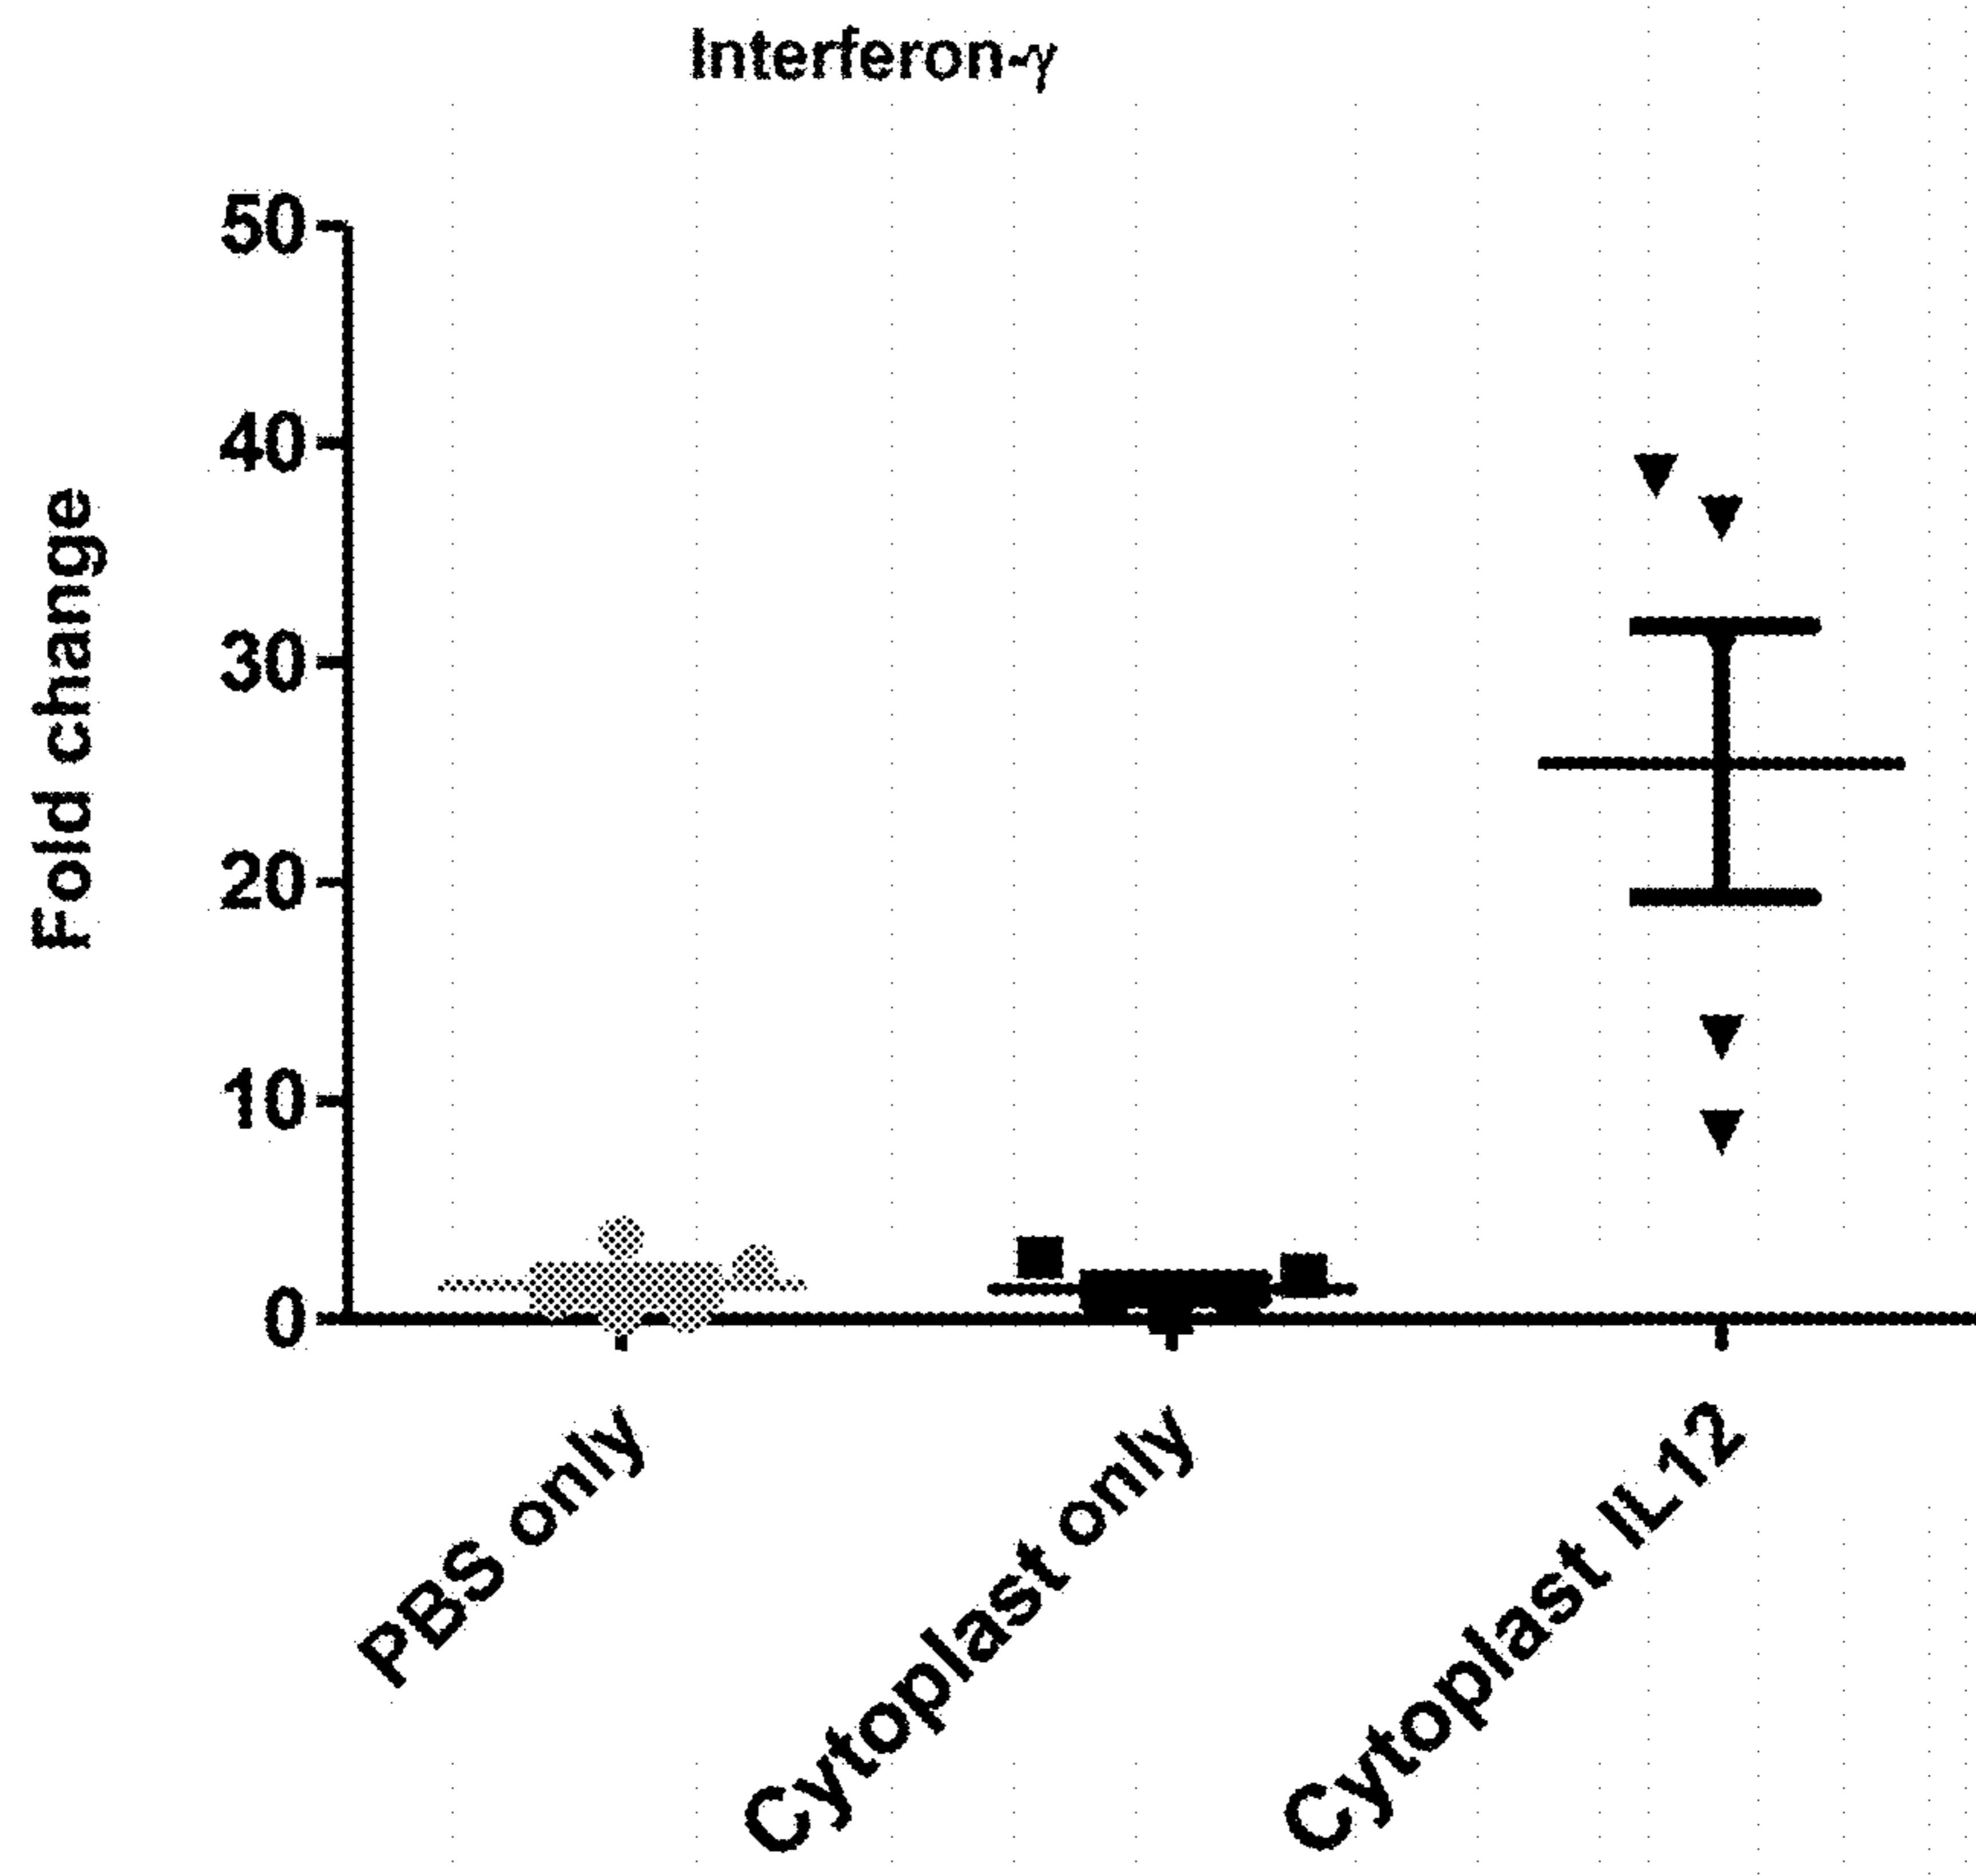 Interferon-γ
50
40
30
20
10
0
Fold change
PBS only
Cytoplast only
Cytoplast IL12